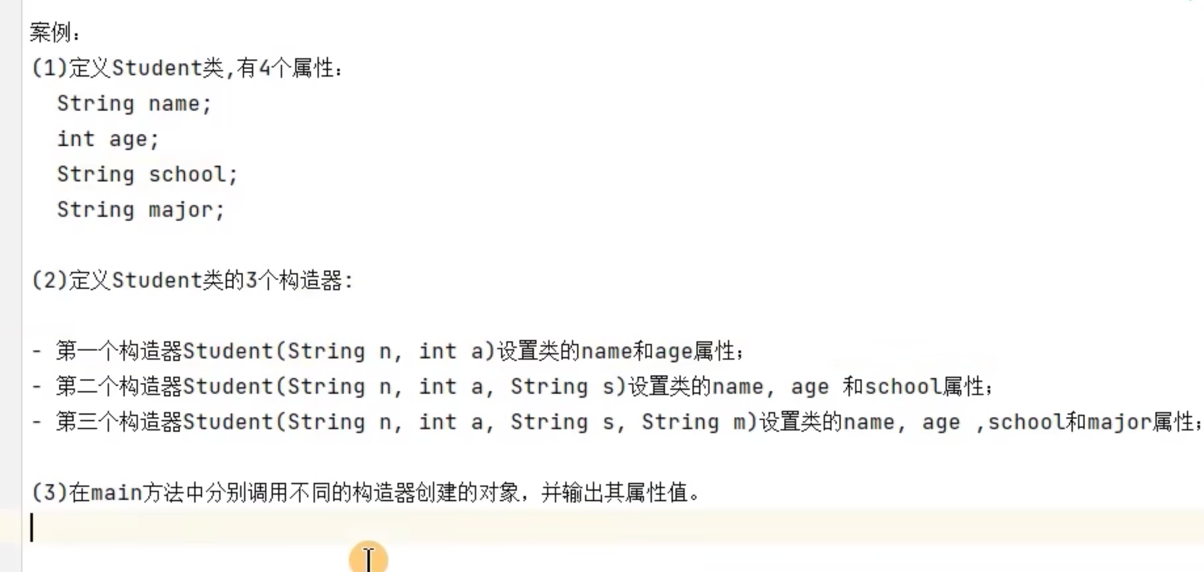 案例：
(1)定义Student类,有4个属性：
String name;
int age;
String school;
String major;
(2)定义Student类的3个构造器:
- 第一个构造器Student(String n, int a)设置类的name和age属性；
- 第二个构造器Student(String n, int a, String s)设置类的name, age 和school属性；
- 第三个构造器Student(String n, int a, String s, String m)设置类的name, age ,school和major属性；
(3)在main方法中分别调用不同的构造器创建的对象，并输出其属性值。